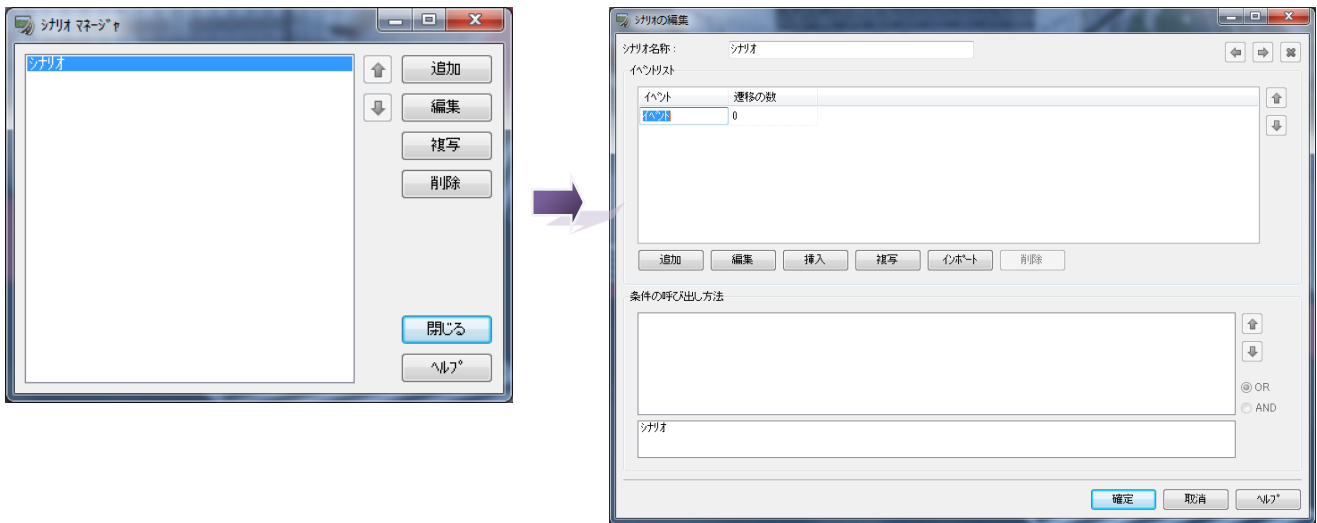 シナリオ マネージャ
シナリオ
追加
編集
複写
削除
閉じる
ヘルプ
シナリオの編集
シナリオ名称 : シナリオ
イベントリスト
イベント 遷移の数
イベント 0
追加 編集 挿入 複写 インポート 削除
条件の呼び出し方法
OR
AND
シナリオ
確定 取消 ヘルプ